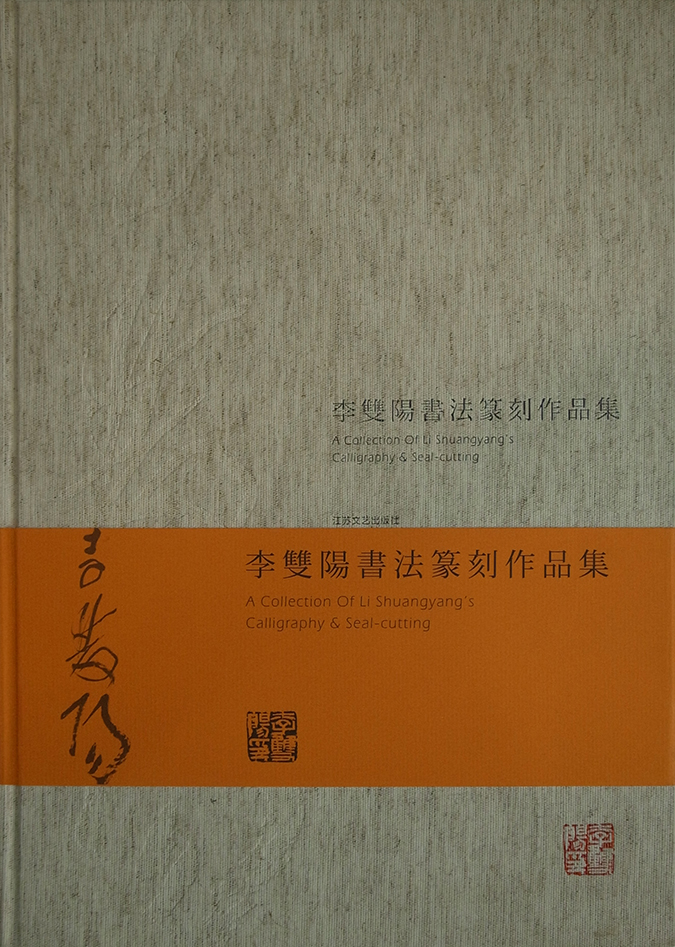 李雙陽書法篆刻作品集
A Collection Of Li Shuangyang's
Calligraphy & Seal-cutting
江苏文艺出版社
李雙陽書法篆刻作品集
A Collection Of Li Shuangyang's
Calligraphy & Seal-cutting